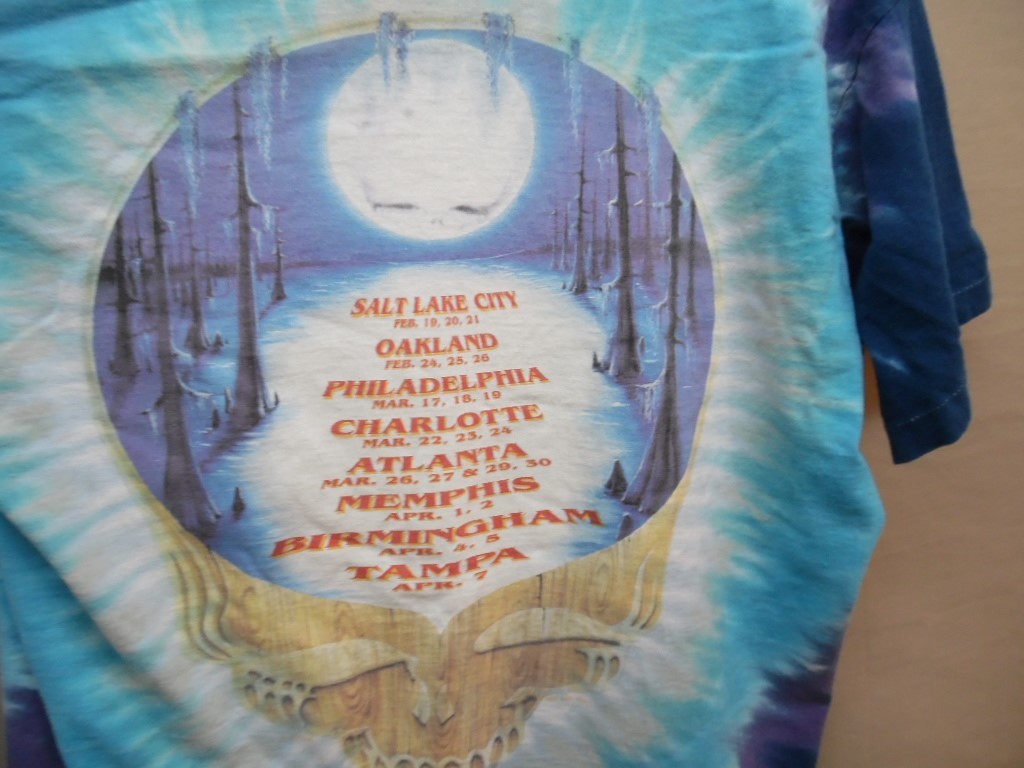 SALT LAKE CITY
FEB. 19, 20, 21
OAKLAND
FEB. 24, 25, 26
PHILADELPHIA
MAR. 17, 18, 19
CHARLOTTE
MAR. 22, 23, 24
ATLANTA
MAR. 26, 27 & 29, 30
MEMPHIS
APR. 1, 2
BIRMINGHAM
APR. 4, 5
TAMPA
APR. 7